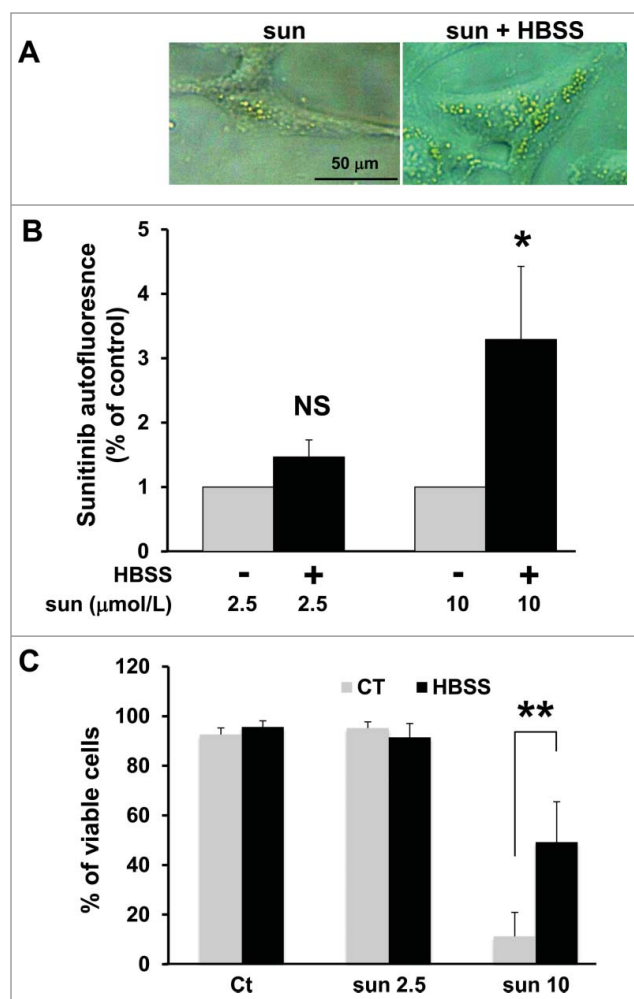 A
sun
sun + HBSS
50 μm
B
Sunitinib autofluoresnce
(% of control)
5
4
3
2
1
0
NS
*
HBSS - + - +
sun (μmol/L) 2.5 2.5 10 10
C
% of viable cells
120
100
80
60
40
20
0
CT HBSS
**
Ct sun 2.5 sun 10